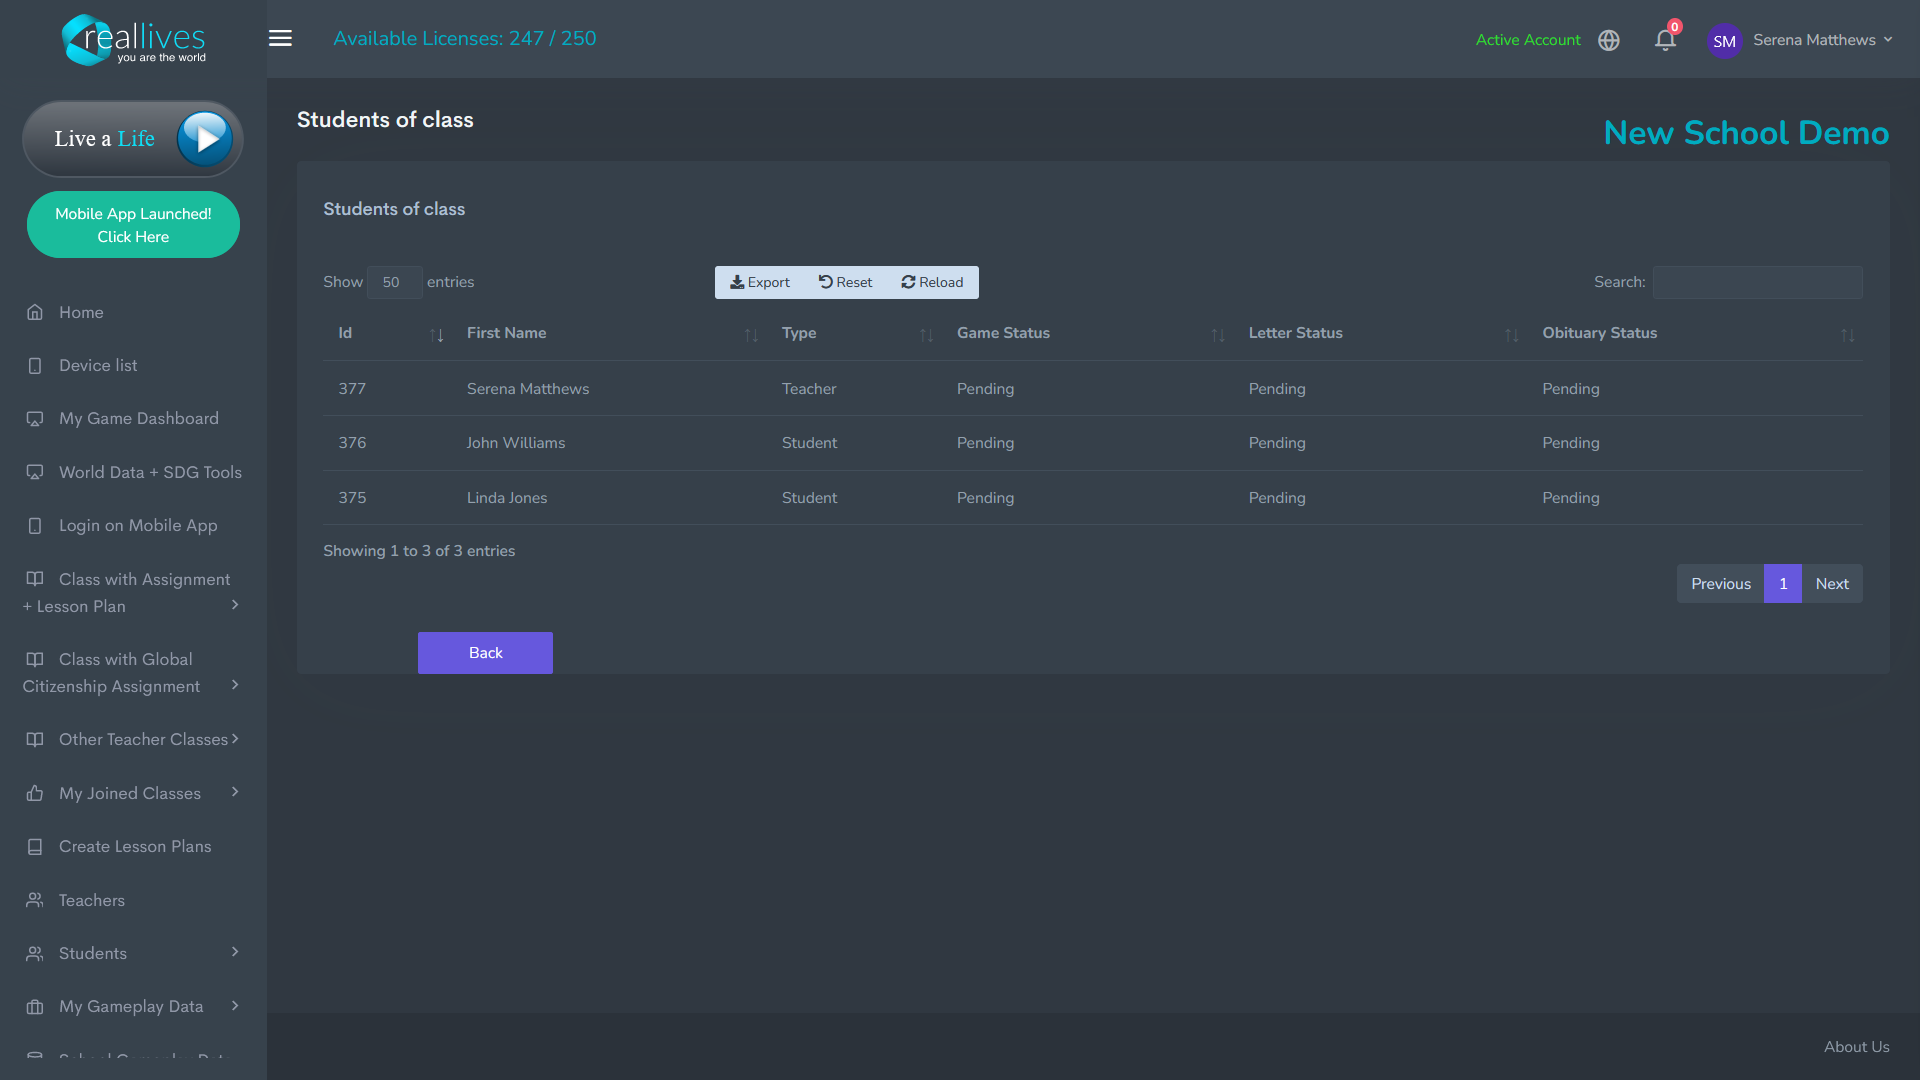 reallives
you are the world
Available Licenses: 247 / 250
Active Account
0
SM
Serena Matthews
Live a Life
Mobile App Launched!
Click Here
Home
Device list
My Game Dashboard
World Data + SDG Tools
Login on Mobile App
Class with Assignment
+ Lesson Plan
Class with Global
Citizenship Assignment
Other Teacher Classes
My Joined Classes
Create Lesson Plans
Teachers
Students
My Gameplay Data
School Gameplay Data
Students of class
New School Demo
Students of class
Show 50 entries
Export Reset Reload
Search:
Id First Name Type Game Status Letter Status Obituary Status
377 Serena Matthews Teacher Pending Pending Pending
376 John Williams Student Pending Pending Pending
375 Linda Jones Student Pending Pending Pending
Showing 1 to 3 of 3 entries
Previous 1 Next
Back
About Us